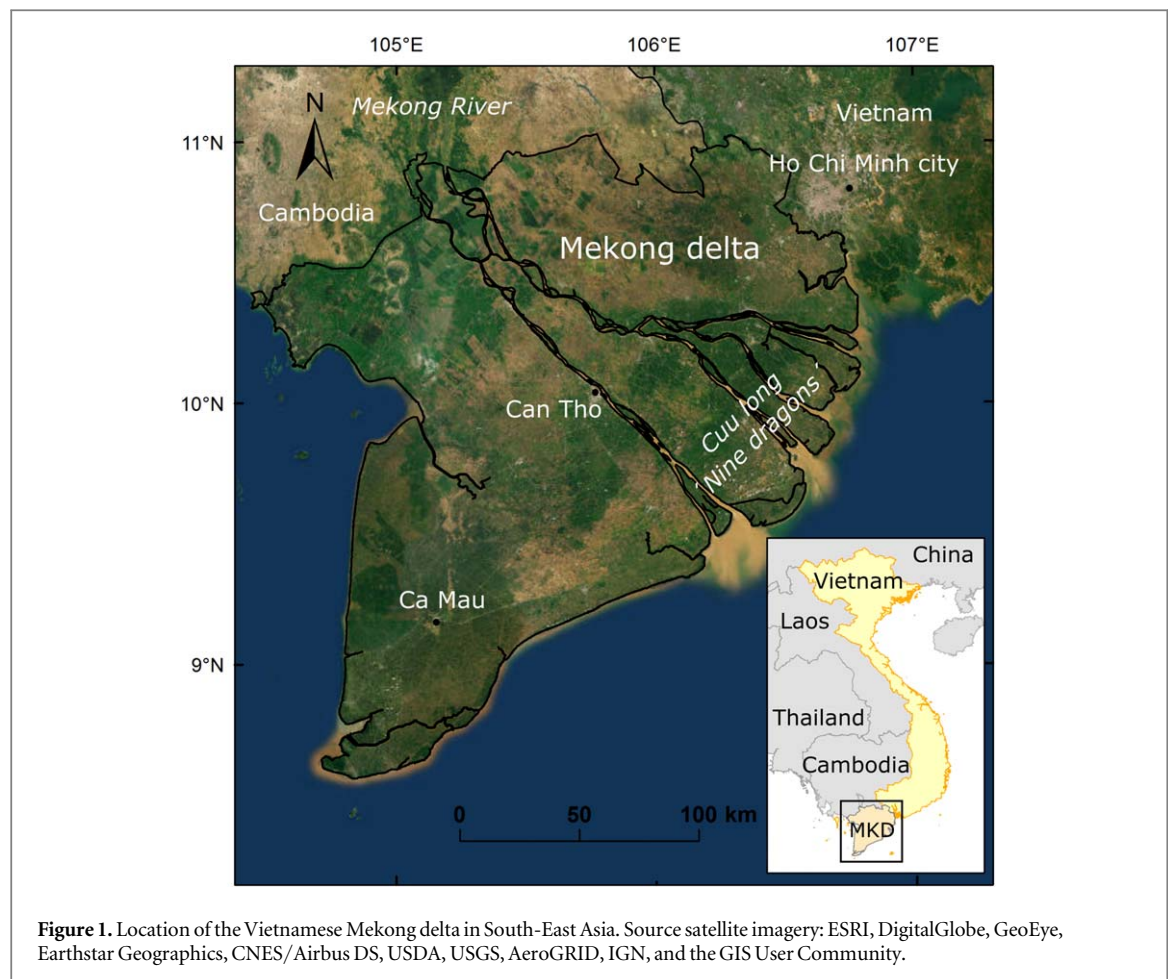 105°E
106°E
107°E
N
Mekong River
Vietnam
11°N
Ho Chi Minh city
Cambodia
Mekong delta
10°N
Can Tho
Cuu long
‘Nine dragons’
Ca Mau
9°N
0 50 100 km
China
Vietnam
Laos
Thailand
Cambodia
MKD
Figure 1. Location of the Vietnamese Mekong delta in South-East Asia. Source satellite imagery: ESRI, DigitalGlobe, GeoEye,
Earthstar Geographics, CNES/Airbus DS, USDA, USGS, AeroGRID, IGN, and the GIS User Community.